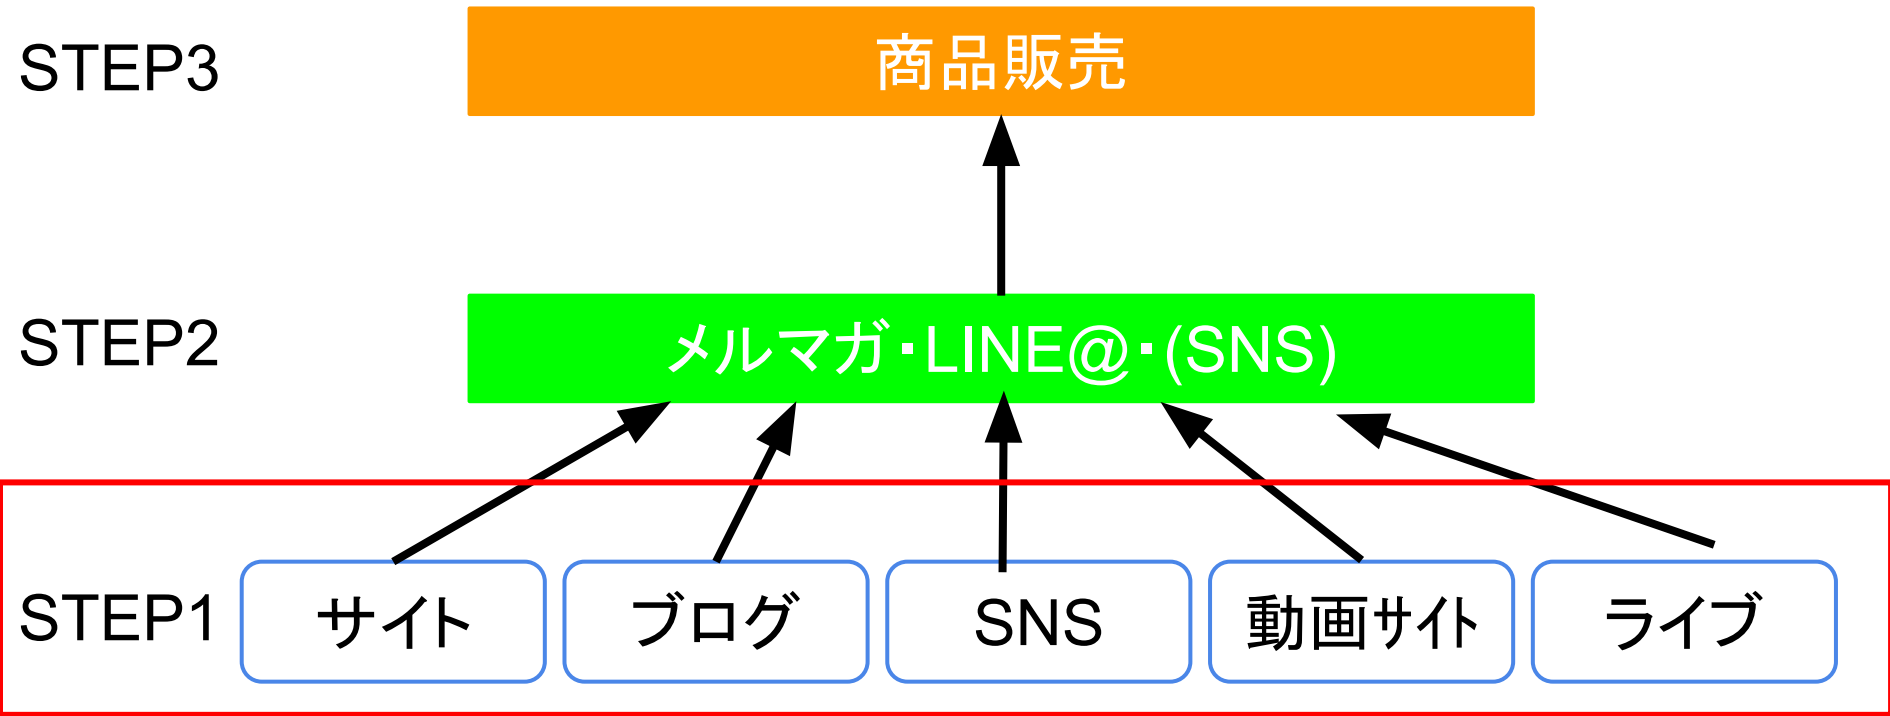 STEP3
商品販売
STEP2
メルマガ・LINE@・(SNS)
STEP1
サイト
ブログ
SNS
動画サイト
ライブ